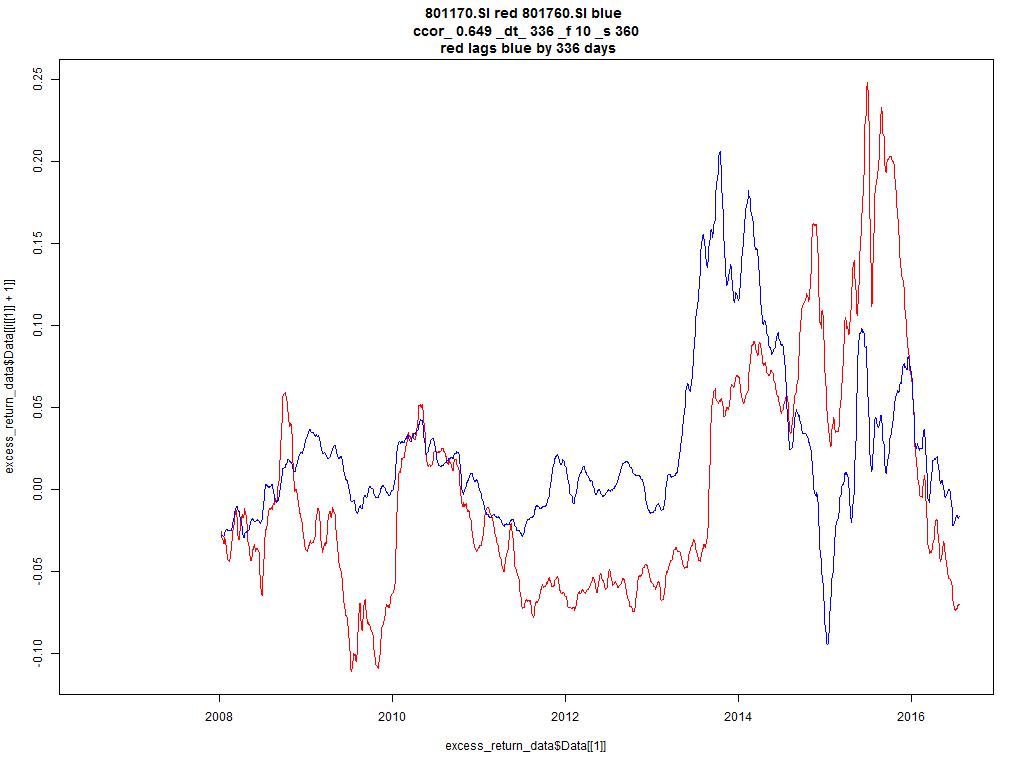 801170.SI red 801760.SI blue
ccor_ 0.649 _dt_ 336 _f 10 _s 360
red lags blue by 336 days
0.25
0.20
0.15
0.10
0.05
0.00
-0.05
-0.10
excess_return_data$Data[[i[[1]] + 1]]
2008
2010
2012
2014
2016
excess_return_data$Data[[1]]